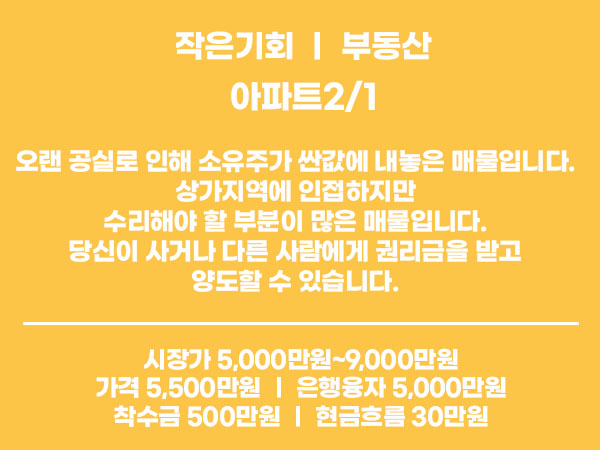 작은기회 | 부동산
아파트2/1
오랜 공실로 인해 소유주가 싼값에 내놓은 매물입니다.
상가지역에 인접하지만
수리해야 할 부분이 많은 매물입니다.
당신이 사거나 다른 사람에게 권리금을 받고
양도할 수 있습니다.
시장가 5,000만원~9,000만원
가격 5,500만원 | 은행융자 5,000만원
착수금 500만원 | 현금흐름 30만원